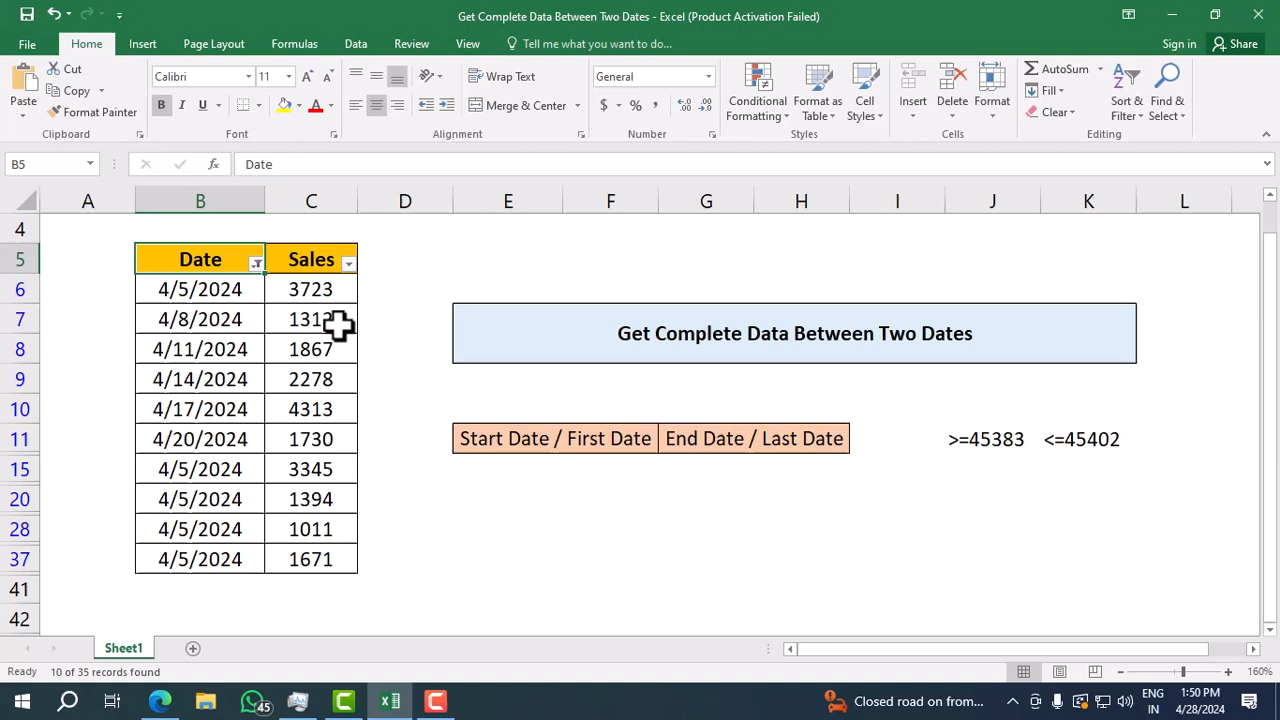 Get Complete Data Between Two Dates - Excel (Product Activation Failed)
File Home Insert Page Layout Formulas Data Review View Tell me what you want to do... Sign in Share
Paste Cut Copy Format Painter
Calibri 11 Wrap Text General
B I U A Merge & Center $ % ,
Conditional Formatting Format as Table Cell Styles
Insert Delete Format
AutoSum Fill Clear
Sort & Filter Find & Select
Clipboard Font Alignment Number Styles Cells Editing
B5 fx Date
A B C D E F G H I J K L
4
5 Date Sales
6 4/5/2024 3723
7 4/8/2024
Get Complete Data Between Two Dates
8 4/11/2024 1867
9 4/14/2024 2278
10 4/17/2024 4313
11 4/20/2024 1730 Start Date / First Date End Date / Last Date >=45383 <=45402
15 4/5/2024 3345
20 4/5/2024 1394
28 4/5/2024 1011
37 4/5/2024 1671
41
42
Sheet1
Ready 10 of 35 records found 160%
45 Closed road on from... ENG IN 1:50 PM 4/28/2024